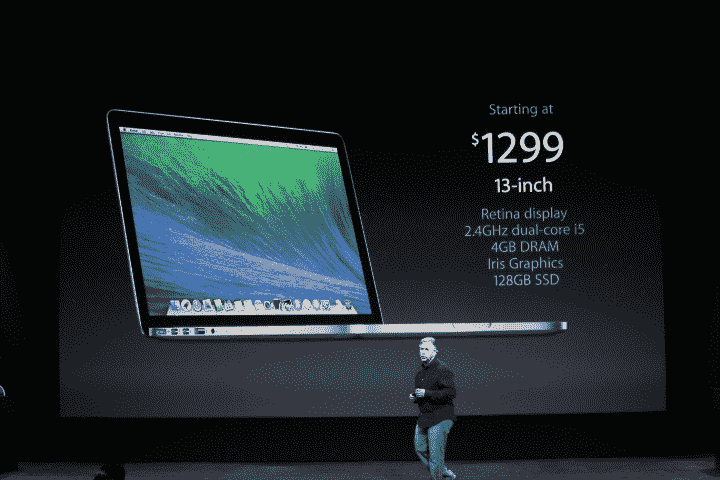 Starting at
$1299
13-inch
Retina display
2.4GHz dual-core i5
4GB DRAM
Iris Graphics
128GB SSD